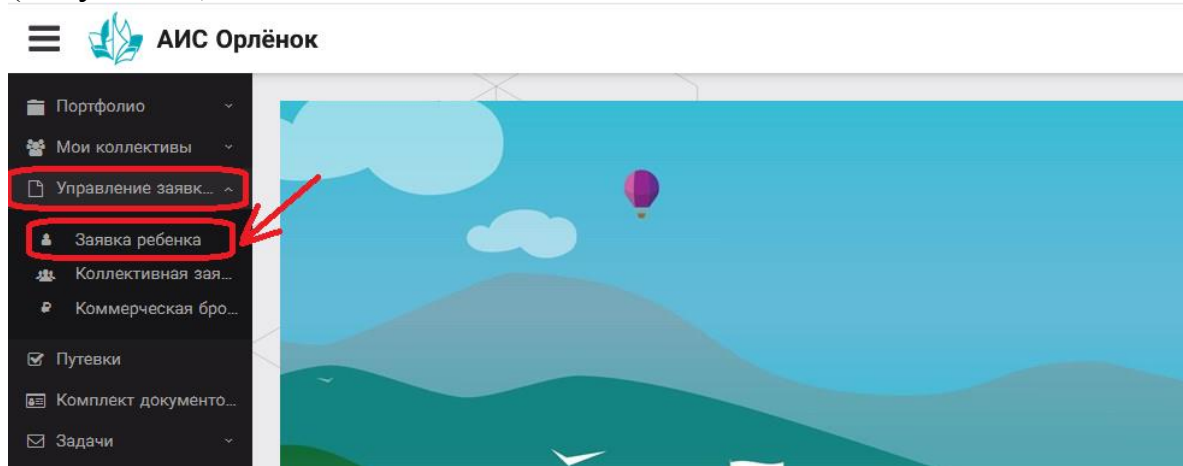 АИС Орлёнок
Портфолио
Мои коллективы
Управление заявк...
Заявка ребенка
Коллективная зая...
Коммерческая бро...
Путевки
Комплект документо...
Задачи